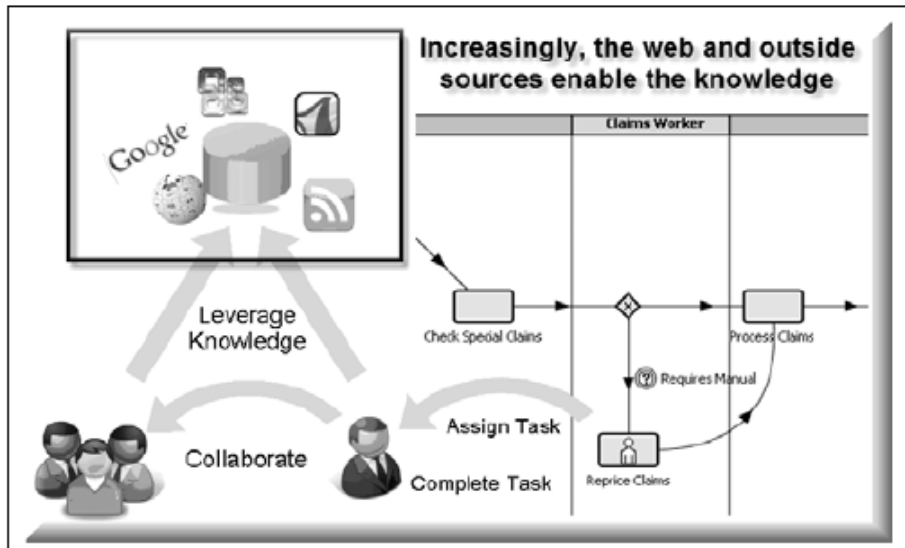 Increasingly, the web and outside
sources enable the knowledge
Google
Claims Worker
Check Special Claims
Process Claims
Requires Manual
Reprice Claims
Leverage
Knowledge
Assign Task
Collaborate
Complete Task